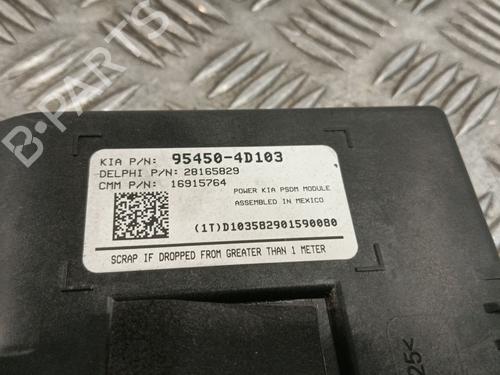 KIA P/N: 95450-4D103
DELPHI P/N: 28165829
CMM P/N: 16915764
POWER KIA PSDM MODULE
ASSEMBLED IN MEXICO
(1T)D103582901590080
SCRAP IF DROPPED FROM GREATER THAN 1 METER
25<
B-Parts